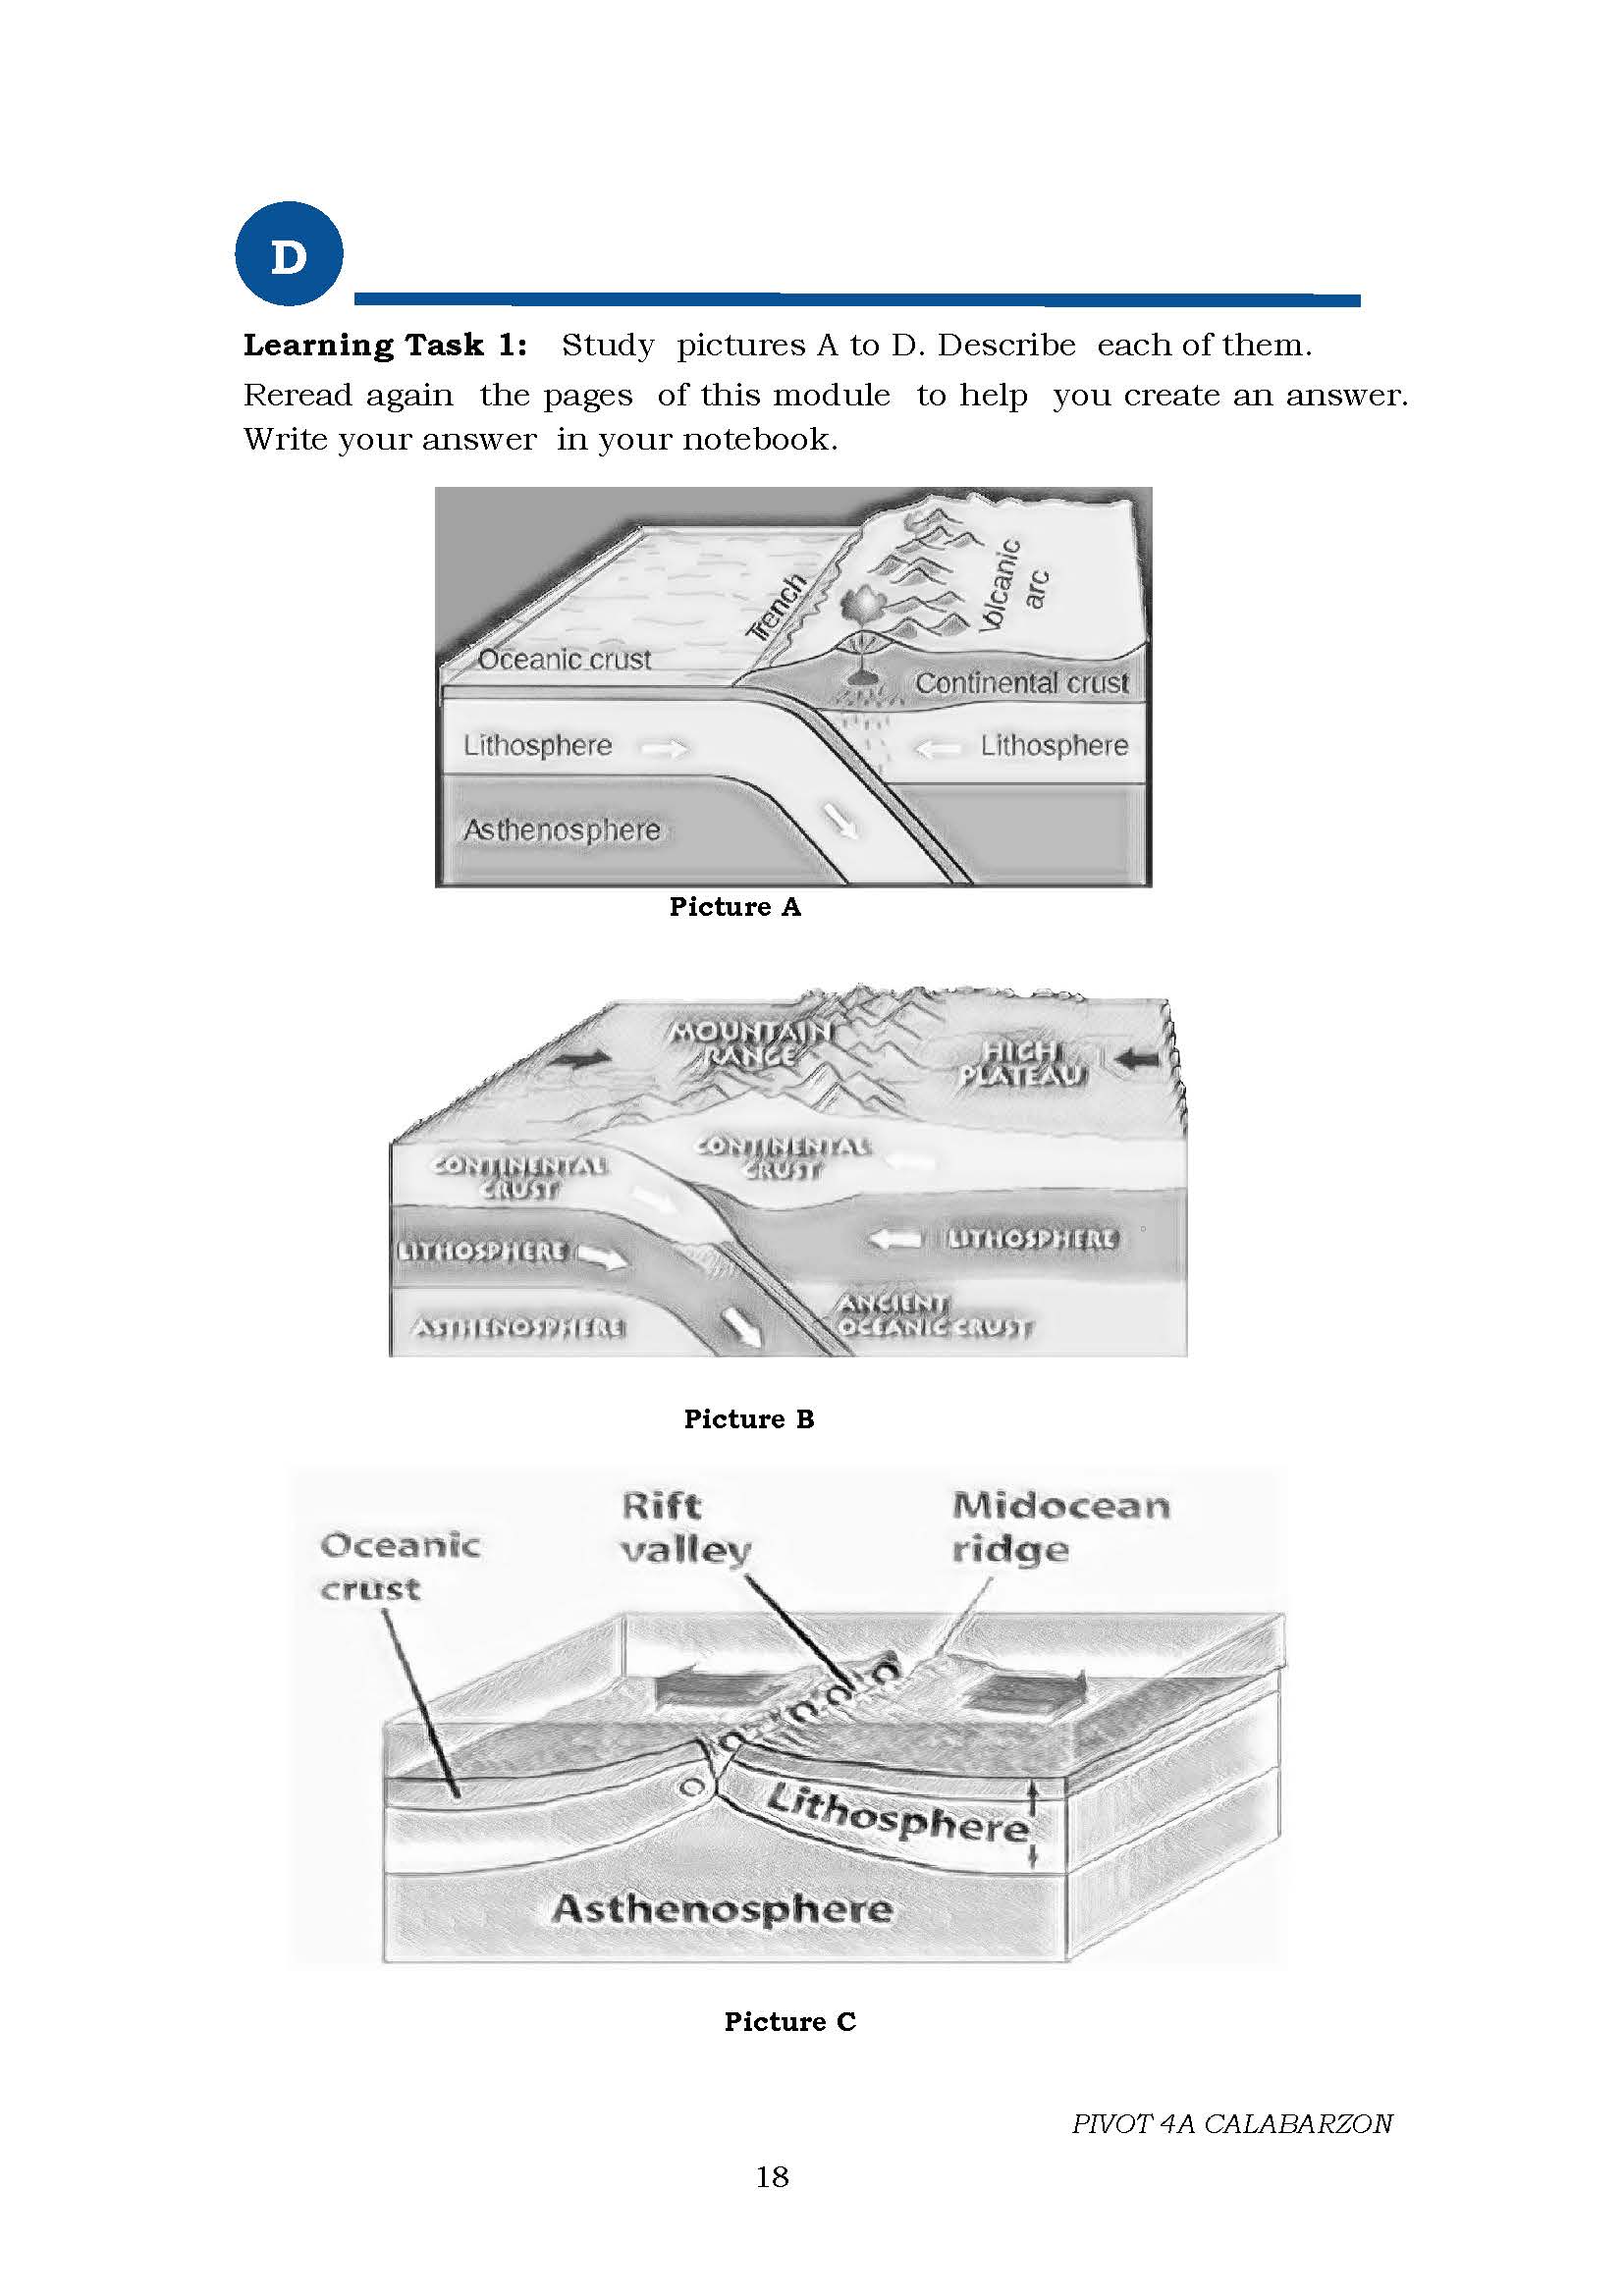 D
Learning Task 1: Study pictures A to D. Describe each of them.
Reread again the pages of this module to help you create an answer.
Write your answer in your notebook.
Trench
Volcanic
arc
Oceanic crust
Continental crust
Lithosphere
Lithosphere
Asthenosphere
Picture A
MOUNTAIN
RANGE
HIGH
PLATEAU
CONTINENTAL
CRUST
CONTINENTAL
CRUST
LITHOSPHERE
LITHOSPHERE
ASTHENOSPHERE
ANCIENT
OCEANIC CRUST
Picture B
Rift
valley
Midocean
ridge
Oceanic
crust
Lithosphere
Asthenosphere
Picture C
PIVOT 4A CALABARZON
18